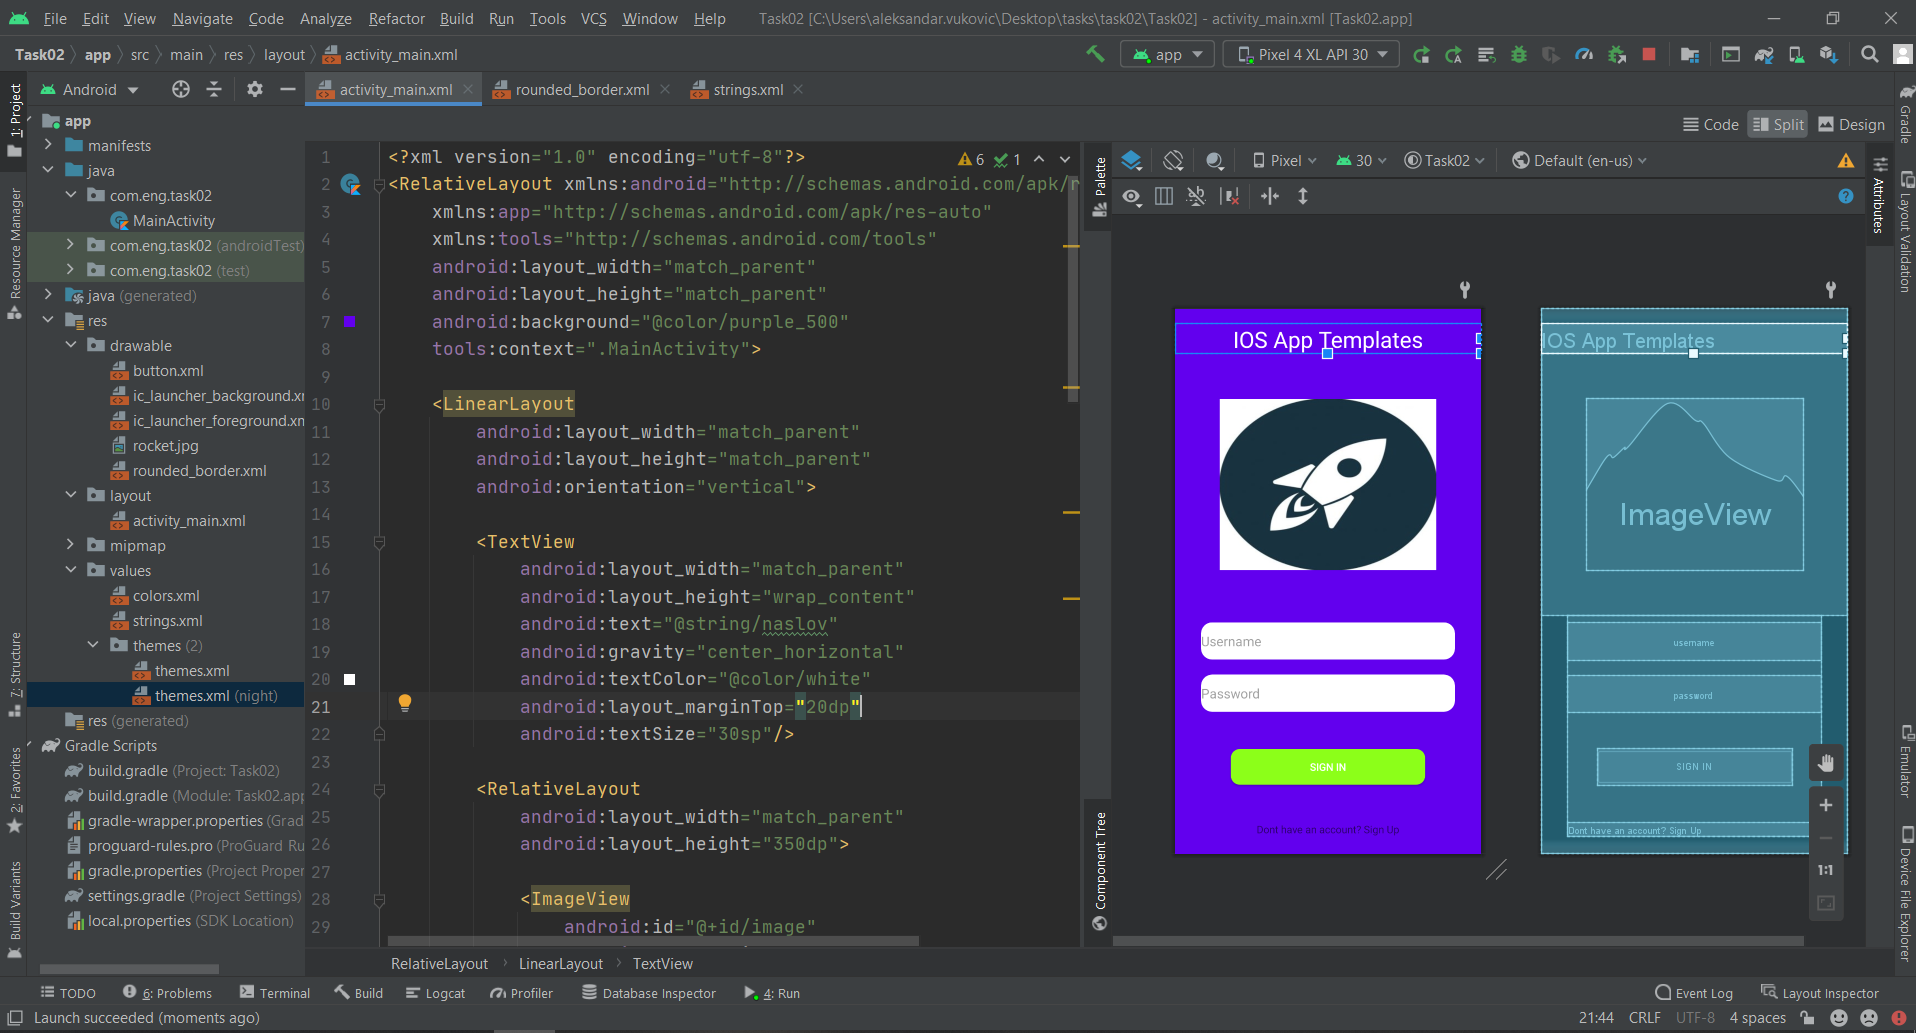 File Edit View Navigate Code Analyze Refactor Build Run Tools VCS Window Help Task02 [C:\Users\aleksandar.vukovic\Desktop\tasks\task02\Task02] - activity_main.xml [Task02.app]
Task02 app src main res layout activity_main.xml app Pixel 4 XL API 30
Android activity_main.xml rounded_border.xml strings.xml
Code Split Design
1: Project
Resource Manager
7: Structure
2: Favorites
Build Variants
app
manifests
java
com.eng.task02
MainActivity
com.eng.task02 (androidTest)
com.eng.task02 (test)
java (generated)
res
drawable
button.xml
ic_launcher_background.xm
ic_launcher_foreground.xm
rocket.jpg
rounded_border.xml
layout
activity_main.xml
mipmap
values
colors.xml
strings.xml
themes (2)
themes.xml
themes.xml (night)
res (generated)
Gradle Scripts
build.gradle (Project: Task02)
build.gradle (Module: Task02.app
gradle-wrapper.properties (Grad
proguard-rules.pro (ProGuard Ru
gradle.properties (Project Proper
settings.gradle (Project Settings)
local.properties (SDK Location)
6 1
1 <?xml version="1.0" encoding="utf-8"?>
2 <RelativeLayout xmlns:android="http://schemas.android.com/apk/r
3 xmlns:app="http://schemas.android.com/apk/res-auto"
4 xmlns:tools="http://schemas.android.com/tools"
5 android:layout_width="match_parent"
6 android:layout_height="match_parent"
7 android:background="@color/purple_500"
8 tools:context=".MainActivity">
9
10 <LinearLayout
11 android:layout_width="match_parent"
12 android:layout_height="match_parent"
13 android:orientation="vertical">
14
15 <TextView
16 android:layout_width="match_parent"
17 android:layout_height="wrap_content"
18 android:text="@string/naslov"
19 android:gravity="center_horizontal"
20 android:textColor="@color/white"
21 android:layout_marginTop="20dp"
22 android:textSize="30sp"/>
23
24 <RelativeLayout
25 android:layout_width="match_parent"
26 android:layout_height="350dp">
27
28 <ImageView
29 android:id="@+id/image"
RelativeLayout LinearLayout TextView
Palette
Component Tree
Pixel 30 Task02 Default (en-us)
IOS App Templates
Username
Password
SIGN IN
Dont have an account? Sign Up
IOS App Templates
ImageView
username
password
SIGN IN
Dont have an account? Sign Up
1:1
Attributes
Gradle
Layout Validation
Emulator
Device File Explorer
TODO 6: Problems Terminal Build Logcat Profiler Database Inspector 4: Run Event Log Layout Inspector
Launch succeeded (moments ago) 21:44 CRLF UTF-8 4 spaces